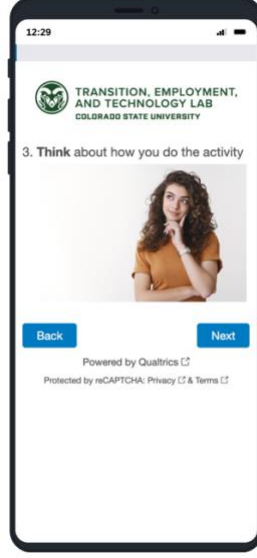 12:29
TRANSITION, EMPLOYMENT,
AND TECHNOLOGY LAB
COLORADO STATE UNIVERSITY
3. Think about how you do the activity
Back
Next
Powered by Qualtrics
Protected by reCAPTCHA: Privacy & Terms